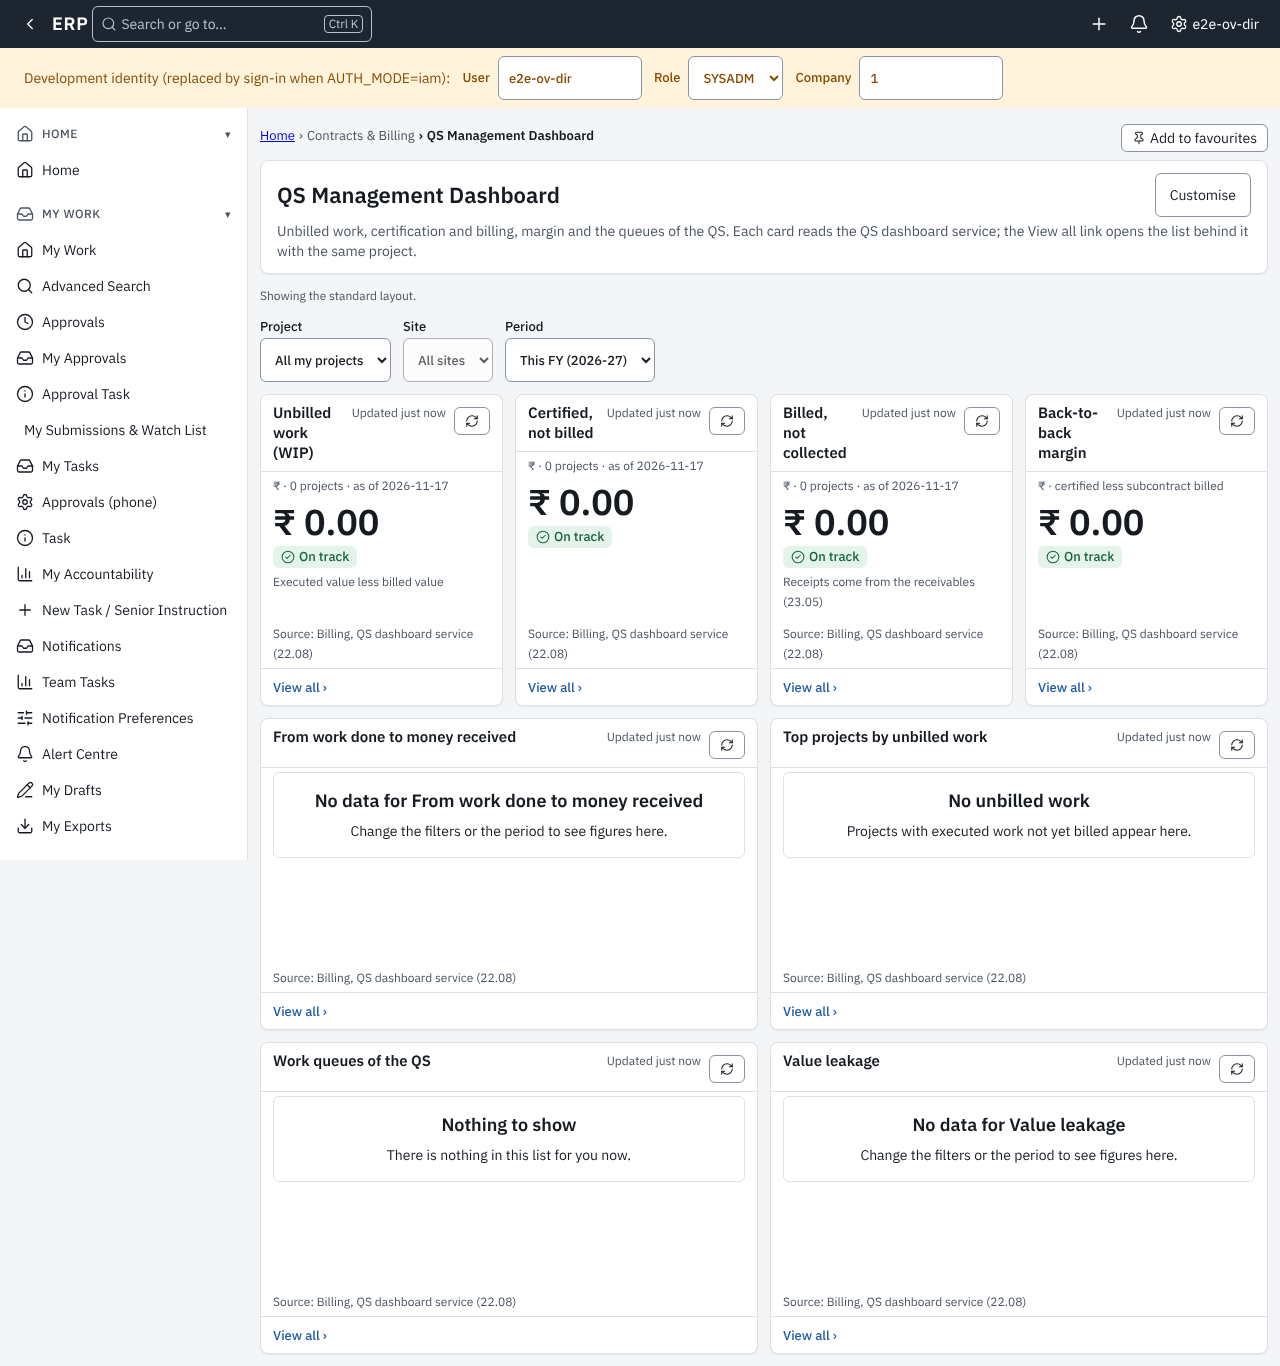 ERP
Search or go to...
Ctrl K
e2e-ov-dir
Development identity (replaced by sign-in when AUTH_MODE=iam):
User
e2e-ov-dir
Role
SYSADM
Company
1
HOME
Home
MY WORK
My Work
Advanced Search
Approvals
My Approvals
Approval Task
My Submissions & Watch List
My Tasks
Approvals (phone)
Task
My Accountability
New Task / Senior Instruction
Notifications
Team Tasks
Notification Preferences
Alert Centre
My Drafts
My Exports
Home › Contracts & Billing › QS Management Dashboard
Add to favourites
QS Management Dashboard
Customise
Unbilled work, certification and billing, margin and the queues of the QS. Each card reads the QS dashboard service; the View all link opens the list behind it
with the same project.
Showing the standard layout.
Project
All my projects
Site
All sites
Period
This FY (2026-27)
Unbilled
work
(WIP)
Updated just now
₹ · 0 projects · as of 2026-11-17
₹ 0.00
On track
Executed value less billed value
Source: Billing, QS dashboard service
(22.08)
View all ›
Certified,
not billed
Updated just now
₹ · 0 projects · as of 2026-11-17
₹ 0.00
On track
Source: Billing, QS dashboard service
(22.08)
View all ›
Billed,
not
collected
Updated just now
₹ · 0 projects · as of 2026-11-17
₹ 0.00
On track
Receipts come from the receivables
(23.05)
Source: Billing, QS dashboard service
(22.08)
View all ›
Back-to-
back
margin
Updated just now
₹ · certified less subcontract billed
₹ 0.00
On track
Source: Billing, QS dashboard service
(22.08)
View all ›
From work done to money received
Updated just now
No data for From work done to money received
Change the filters or the period to see figures here.
Source: Billing, QS dashboard service (22.08)
View all ›
Top projects by unbilled work
Updated just now
No unbilled work
Projects with executed work not yet billed appear here.
Source: Billing, QS dashboard service (22.08)
View all ›
Work queues of the QS
Updated just now
Nothing to show
There is nothing in this list for you now.
Source: Billing, QS dashboard service (22.08)
View all ›
Value leakage
Updated just now
No data for Value leakage
Change the filters or the period to see figures here.
Source: Billing, QS dashboard service (22.08)
View all ›